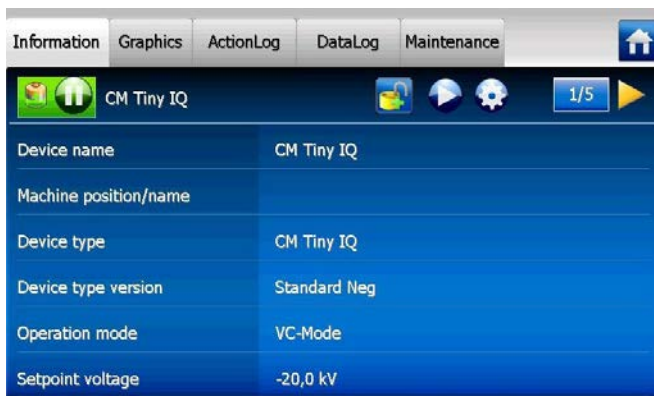 Information Graphics ActionLog DataLog Maintenance
CM Tiny IQ 1/5
Device name CM Tiny IQ
Machine position/name
Device type CM Tiny IQ
Device type version Standard Neg
Operation mode VC-Mode
Setpoint voltage -20,0 kV